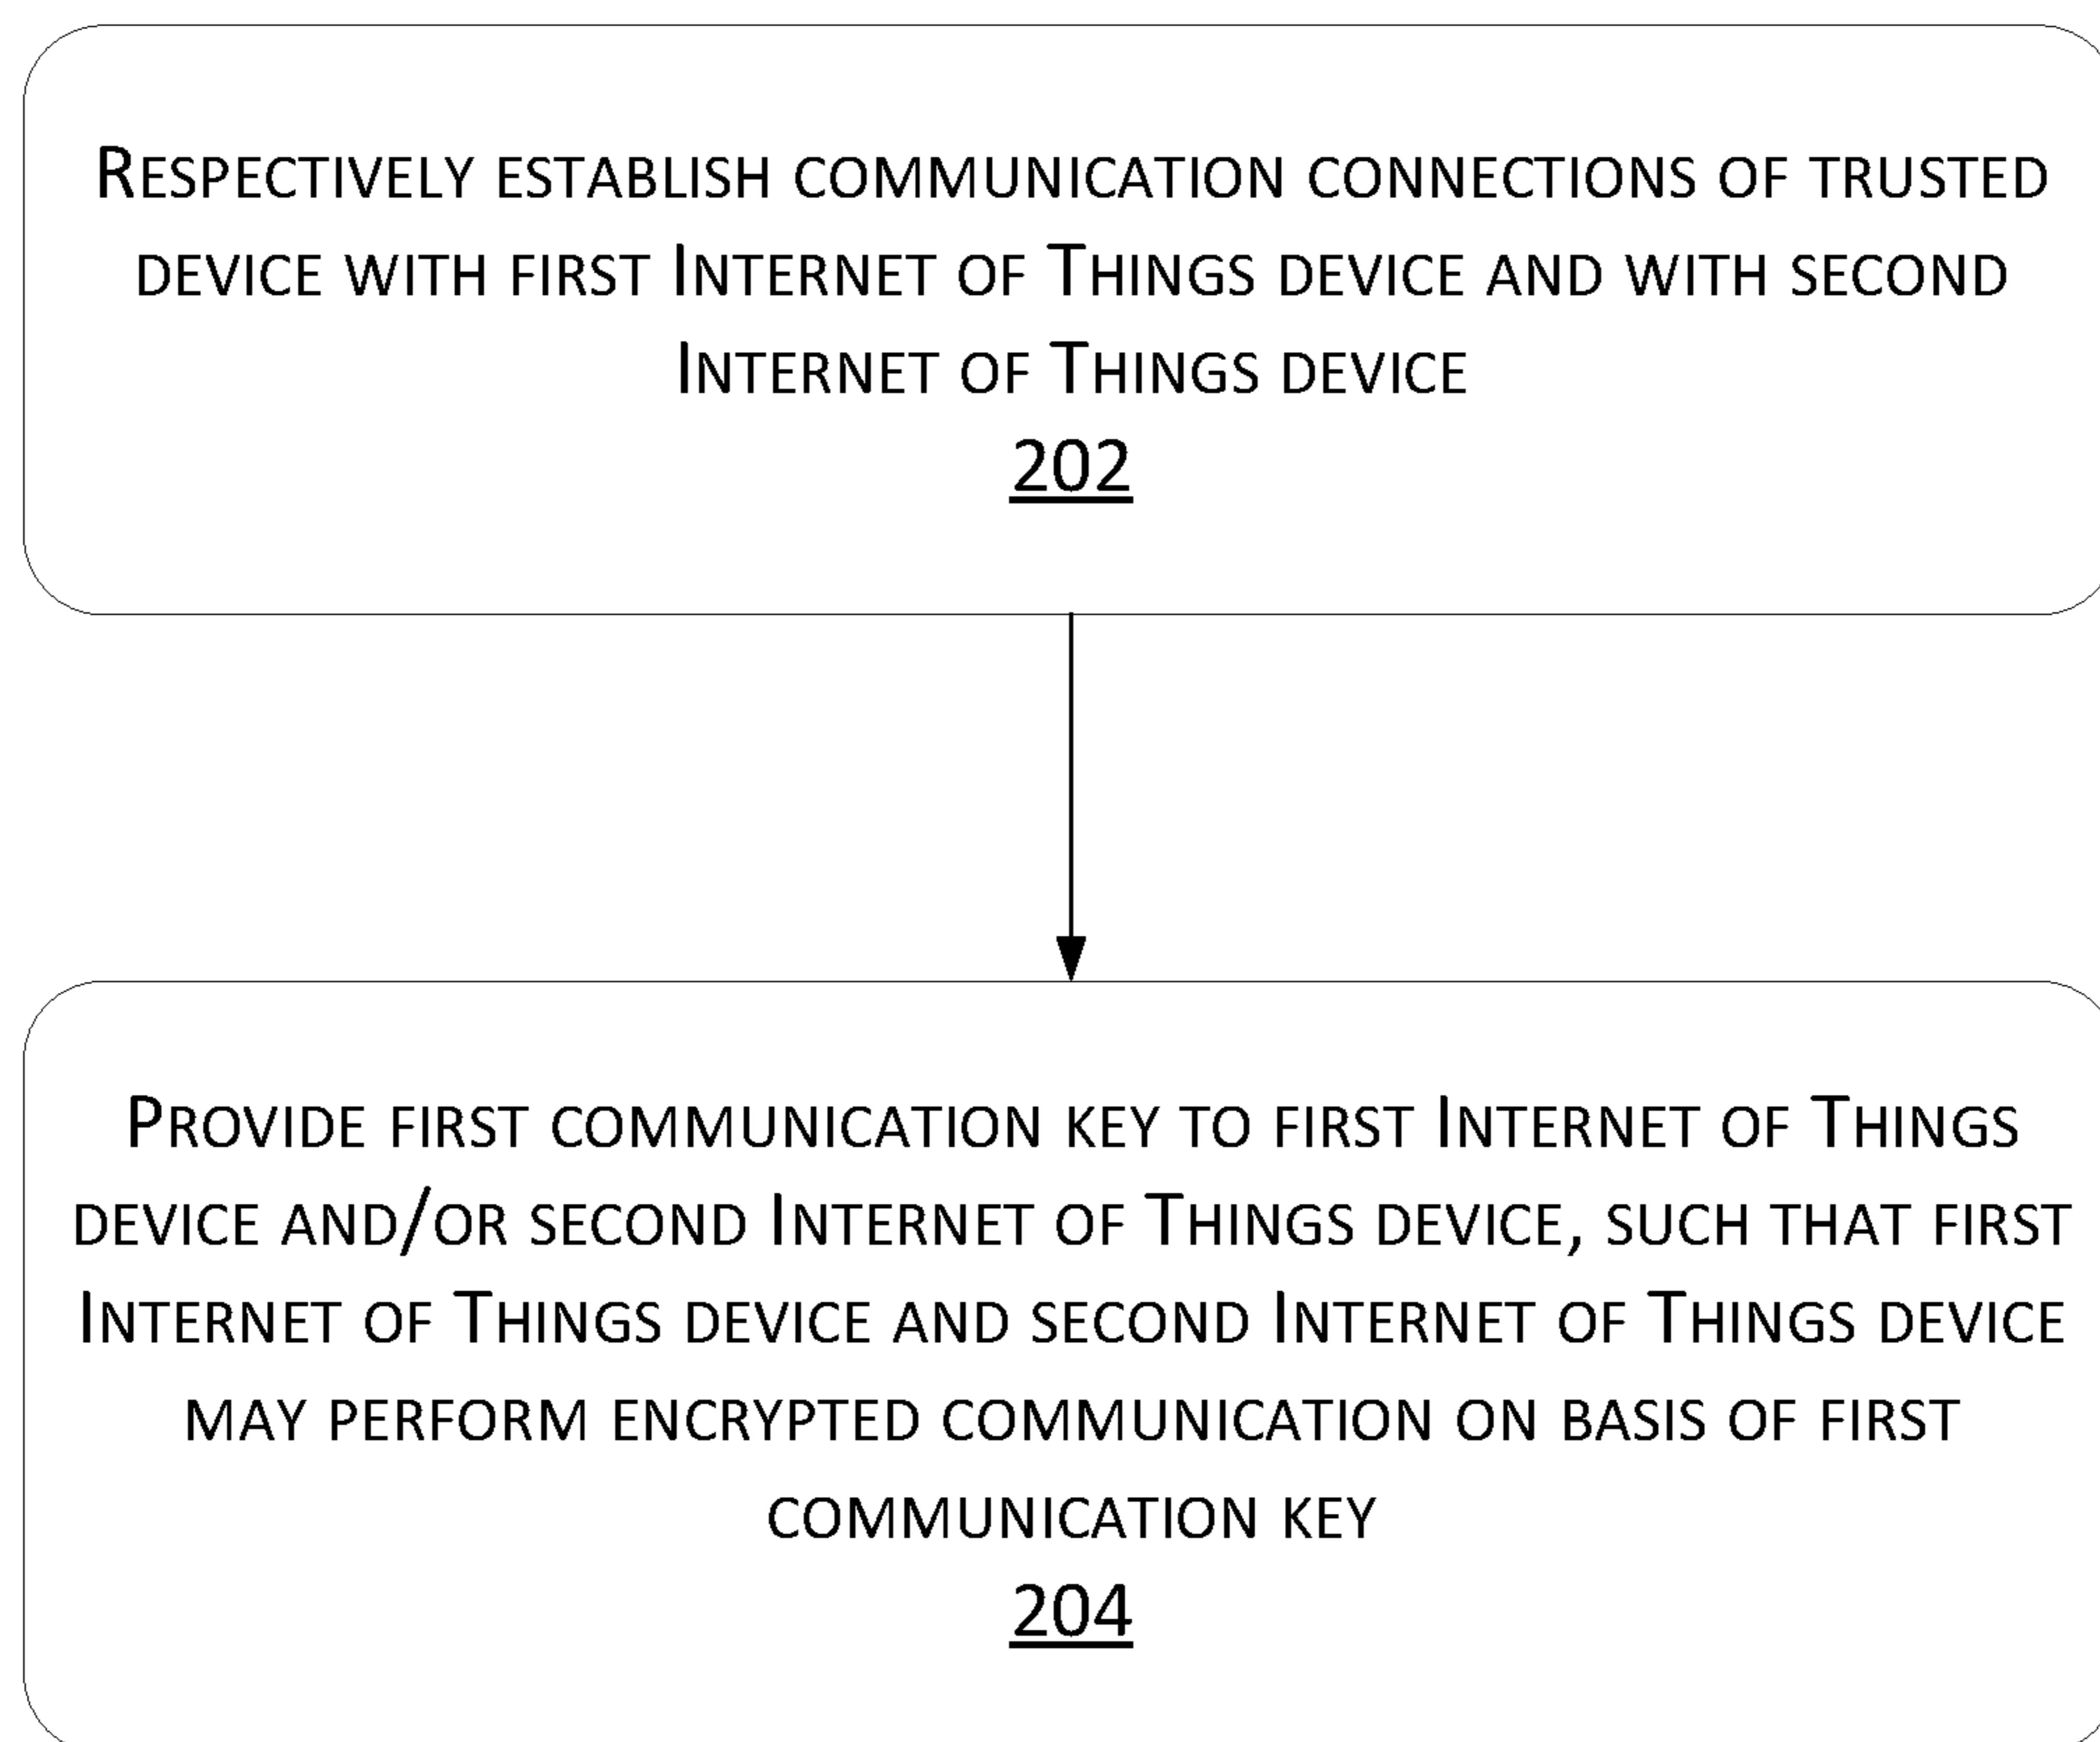 Respectively establish communication connections of trusted
device with first Internet of Things device and with second
Internet of Things device
202
Provide first communication key to first Internet of Things
device and/or second Internet of Things device, such that first
Internet of Things device and second Internet of Things device
may perform encrypted communication on basis of first
communication key
204